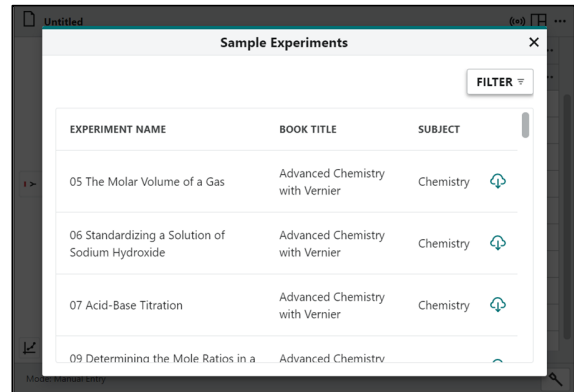 Untitled
Sample Experiments
FILTER
EXPERIMENT NAME BOOK TITLE SUBJECT
05 The Molar Volume of a Gas
Advanced Chemistry
with Vernier
Chemistry
06 Standardizing a Solution of
Sodium Hydroxide
Advanced Chemistry
with Vernier
Chemistry
07 Acid-Base Titration
Advanced Chemistry
with Vernier
Chemistry
09 Determining the Mole Ratios in a
Advanced Chemistry
Mode: Manual Entry